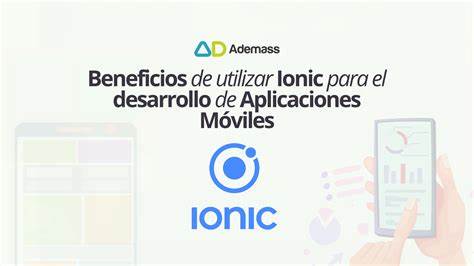 Ademass
Beneficios de utilizar Ionic para el
desarrollo de Aplicaciones
Móviles
IONIC